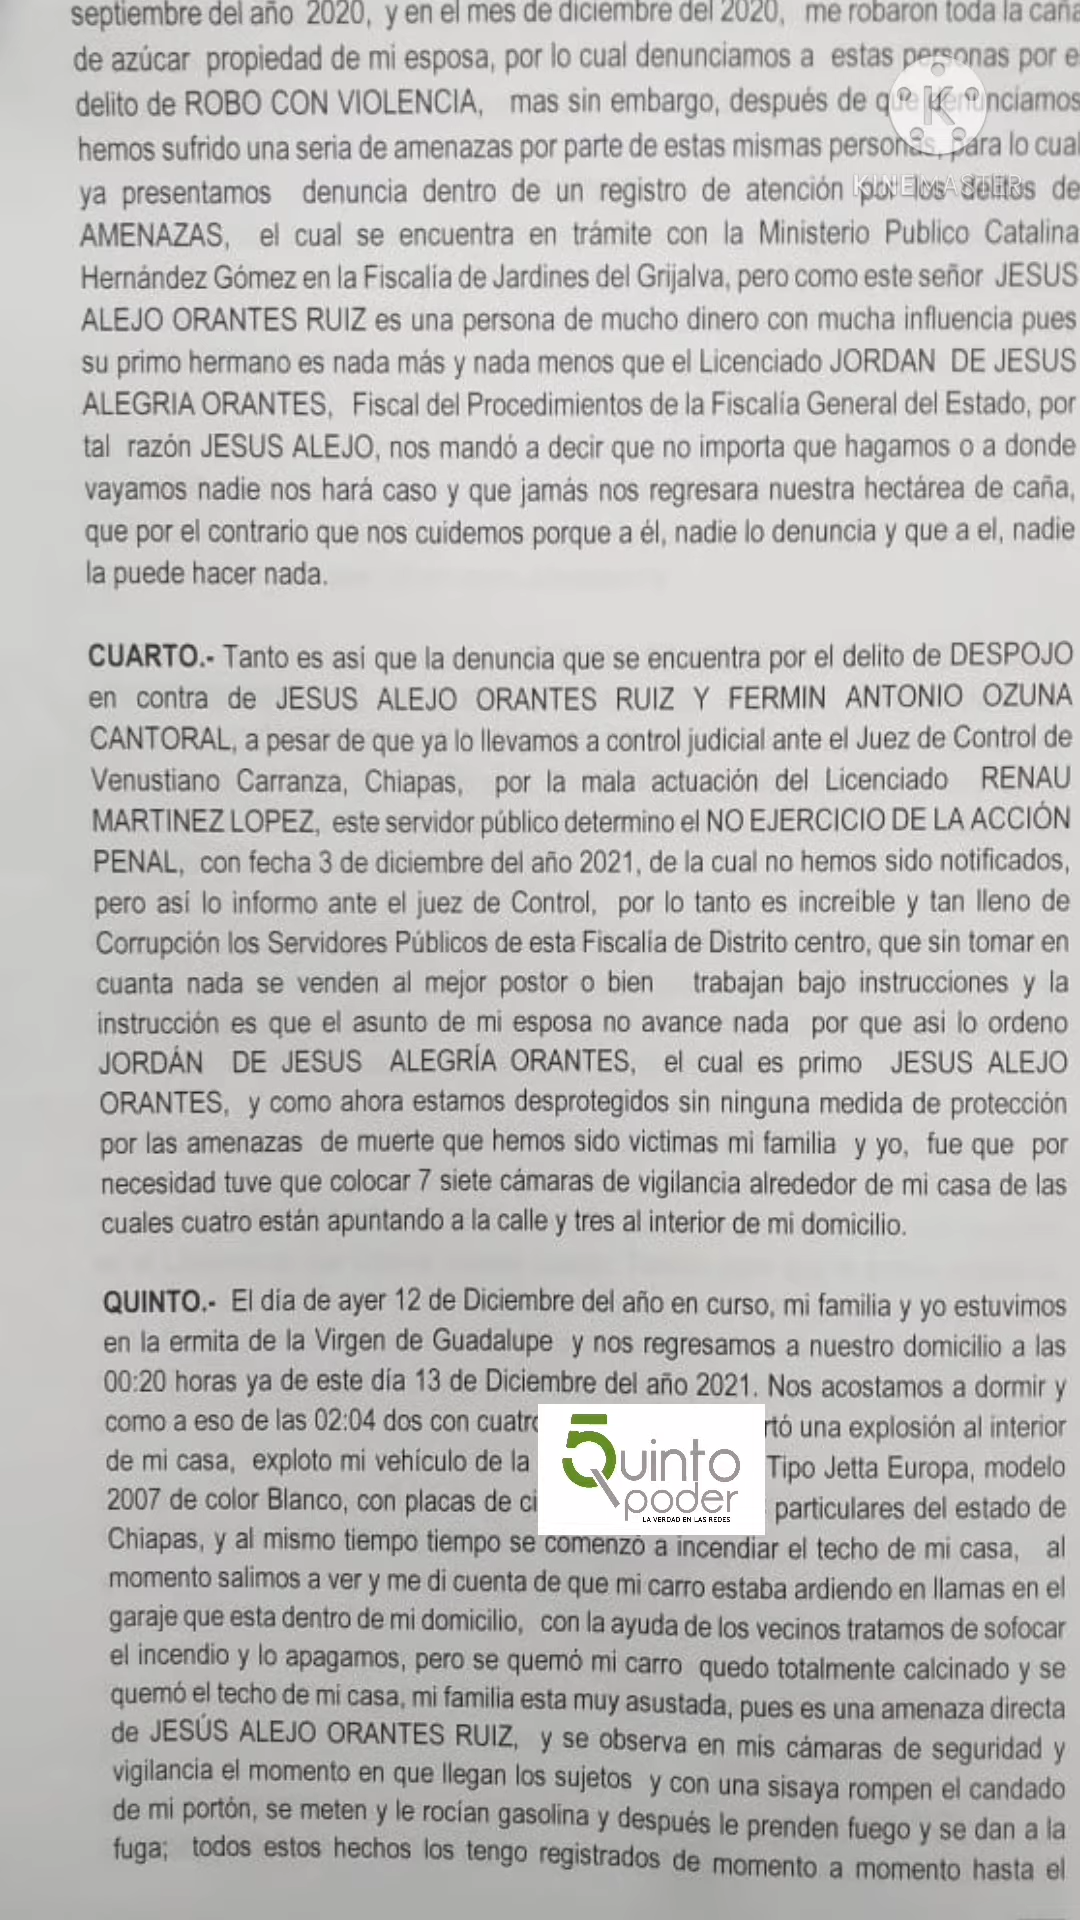 septiembre del año 2020, y en el mes de diciembre del 2020, me robaron toda la caña
de azúcar propiedad de mi esposa, por lo cual denunciamos a estas personas por e
delito de ROBO CON VIOLENCIA, mas sin embargo, después de que denunciamos
hemos sufrido una seria de amenazas por parte de estas mismas personas, para lo cual
ya presentamos denuncia dentro de un registro de atención por los delitos de
KINEMASTER
AMENAZAS, el cual se encuentra en trámite con la Ministerio Publico Catalina
Hernández Gómez en la Fiscalía de Jardines del Grijalva, pero como este señor JESUS
ALEJO ORANTES RUIZ es una persona de mucho dinero con mucha influencia pues
su primo hermano es nada más y nada menos que el Licenciado JORDAN DE JESUS
ALEGRIA ORANTES, Fiscal del Procedimientos de la Fiscalía General del Estado, por
tal razón JESUS ALEJO, nos mandó a decir que no importa que hagamos o a donde
vayamos nadie nos hará caso y que jamás nos regresara nuestra hectárea de caña,
que por el contrario que nos cuidemos porque a él, nadie lo denuncia y que a el, nadie
la puede hacer nada.
CUARTO.- Tanto es asi que la denuncia que se encuentra por el delito de DESPOJO
en contra de JESUS ALEJO ORANTES RUIZ Y FERMIN ANTONIO OZUNA
CANTORAL, a pesar de que ya lo llevamos a control judicial ante el Juez de Control de
Venustiano Carranza, Chiapas, por la mala actuación del Licenciado RENAU
MARTINEZ LOPEZ, este servidor público determino el NO EJERCICIO DE LA ACCIÓN
PENAL, con fecha 3 de diciembre del año 2021, de la cual no hemos sido notificados,
pero así lo informo ante el juez de Control, por lo tanto es increíble y tan lleno de
Corrupción los Servidores Públicos de esta Fiscalía de Distrito centro, que sin tomar en
cuanta nada se venden al mejor postor o bien trabajan bajo instrucciones y la
instrucción es que el asunto de mi esposa no avance nada por que asi lo ordeno
JORDÁN DE JESUS ALEGRÍA ORANTES, el cual es primo JESUS ALEJO
ORANTES, y como ahora estamos desprotegidos sin ninguna medida de protección
por las amenazas de muerte que hemos sido victimas mi familia y yo, fue que por
necesidad tuve que colocar 7 siete cámaras de vigilancia alrededor de mi casa de las
cuales cuatro están apuntando a la calle y tres al interior de mi domicilio.
QUINTO.- El día de ayer 12 de Diciembre del año en curso, mi familia y yo estuvimos
en la ermita de la Virgen de Guadalupe y nos regresamos a nuestro domicilio a las
00:20 horas ya de este día 13 de Diciembre del año 2021. Nos acostamos a dormir y
como a eso de las 02:04 dos con cuatro rtó una explosión al interior
de mi casa, exploto mi vehículo de la Tipo Jetta Europa, modelo
2007 de color Blanco, con placas de ci particulares del estado de
Quinto
poder
LA VERDAD EN LAS REDES
Chiapas, y al mismo tiempo tiempo se comenzó a incendiar el techo de mi casa, al
momento salimos a ver y me di cuenta de que mi carro estaba ardiendo en llamas en el
garaje que esta dentro de mi domicilio, con la ayuda de los vecinos tratamos de sofocar
el incendio y lo apagamos, pero se quemó mi carro quedo totalmente calcinado y se
quemó el techo de mi casa, mi familia esta muy asustada, pues es una amenaza directa
de JESÚS ALEJO ORANTES RUIZ, y se observa en mis cámaras de seguridad y
vigilancia el momento en que llegan los sujetos y con una sisaya rompen el candado
de mi portón, se meten y le rocían gasolina y después le prenden fuego y se dan a la
fuga; todos estos hechos los tengo registrados de momento a momento hasta el